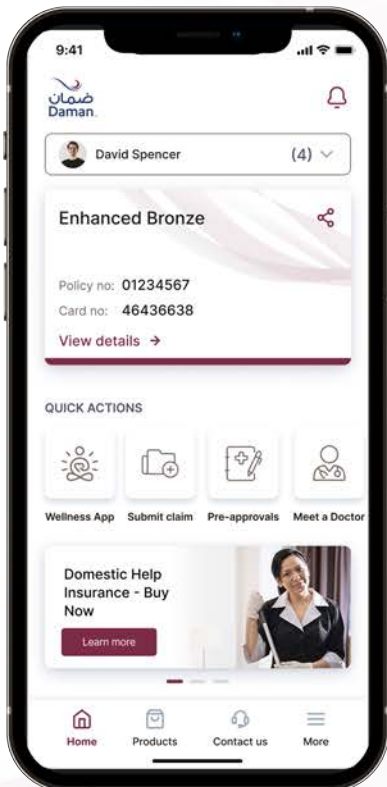 9:41
ضمان
Daman
David Spencer (4)
Enhanced Bronze
Policy no: 01234567
Card no: 46436638
View details →
QUICK ACTIONS
Wellness App Submit claim Pre-approvals Meet a Doctor
Domestic Help
Insurance - Buy
Now
Learn more
Home Products Contact us More